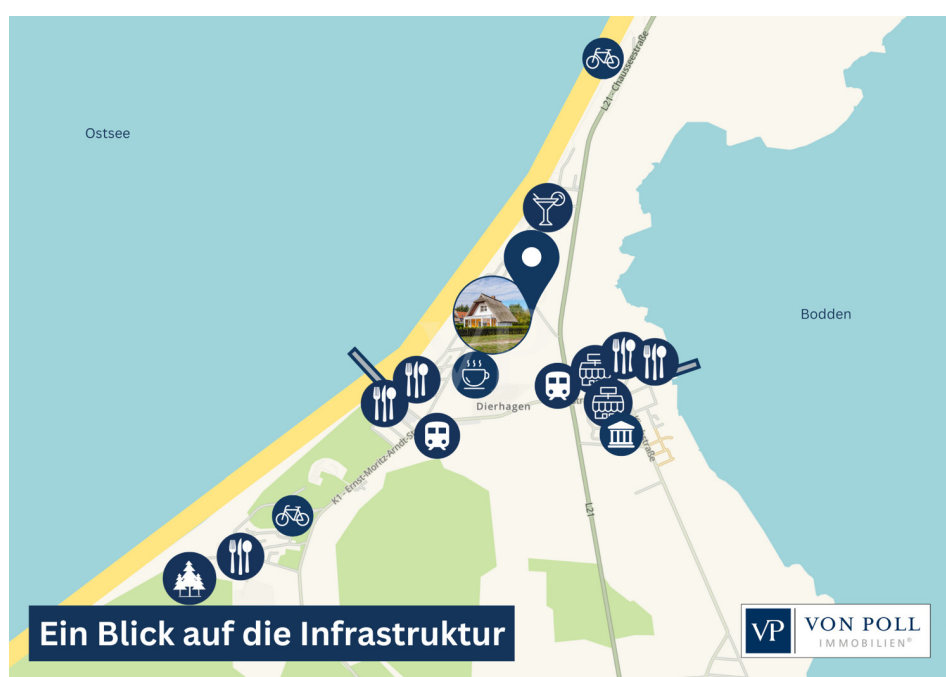 L21 - Chausseestraße
Ostsee
Bodden
Dierhagen
K1 - Ernst-Moritz-Arndt-St
L21
Ein Blick auf die Infrastruktur
VP
VON POLL
IMMOBILIEN®